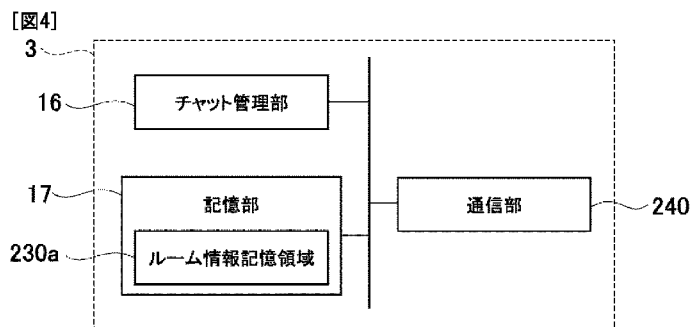 [図4]
3
16
チャット管理部
17
記憶部
通信部
240
230a
ルーム情報記憶領域